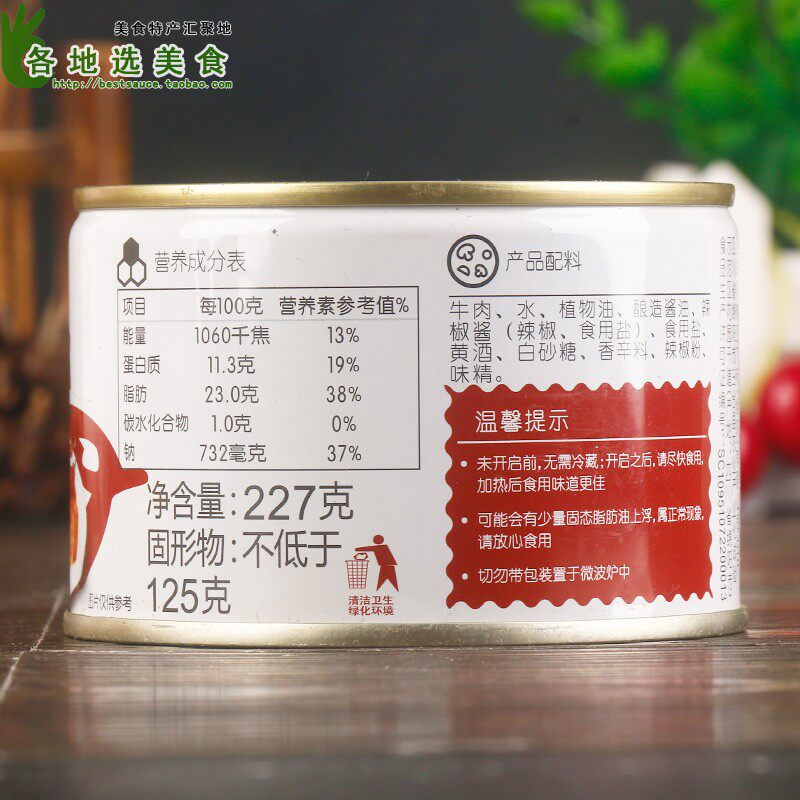 美食特产汇聚地
各地选美食
http://bestsauce.taobao.com
营养成分表
项目 每100克 营养素参考值%
能量 1060千焦 13%
蛋白质 11.3克 19%
脂肪 23.0克 38%
碳水化合物 1.0克 0%
钠 732毫克 37%
净含量:227克
固形物:不低于
125克
图片仅供参考
清洁卫生
绿化环境
产品配料
牛肉、水、植物油、酿造酱油、辣
椒酱（辣椒、食用盐）、食用盐、
黄酒、白砂糖、香辛料、辣椒粉、
味精。
温馨提示
• 未开启前,无需冷藏;开启之后,请尽快食用,
加热后食用味道更佳
• 可能会有少量固态脂肪油上浮,属正常现象,
请放心食用
• 切勿带包装置于微波炉中
SC10951072200013